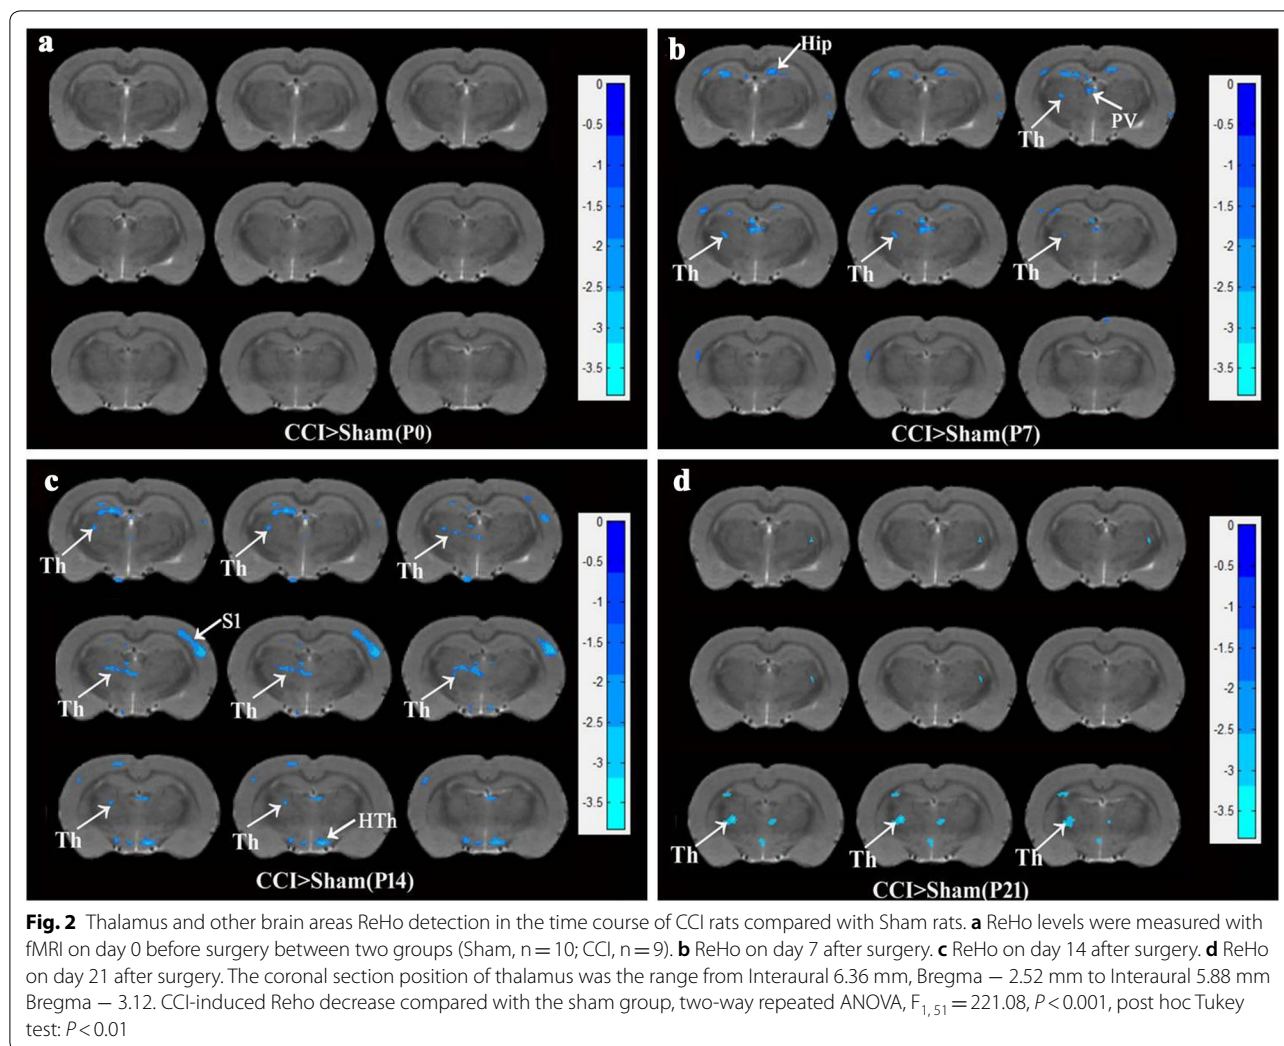 a
0
-0.5
-1
-1.5
-2
-2.5
-3
-3.5
CCI>Sham(P0)
b
Hip
Th
PV
Th
Th
Th
0
-0.5
-1
-1.5
-2
-2.5
-3
-3.5
CCI>Sham(P7)
c
Th
Th
Th
S1
Th
Th
Th
Th
Th
HTh
0
-0.5
-1
-1.5
-2
-2.5
-3
-3.5
CCI>Sham(P14)
d
0
-0.5
-1
-1.5
-2
-2.5
-3
-3.5
Th
Th
Th
CCI>Sham(P21)
Fig. 2 Thalamus and other brain areas ReHo detection in the time course of CCI rats compared with Sham rats. a ReHo levels were measured with
fMRI on day 0 before surgery between two groups (Sham, n = 10; CCI, n = 9). b ReHo on day 7 after surgery. c ReHo on day 14 after surgery. d ReHo
on day 21 after surgery. The coronal section position of thalamus was the range from Interaural 6.36 mm, Bregma − 2.52 mm to Interaural 5.88 mm
Bregma − 3.12. CCI-induced Reho decrease compared with the sham group, two-way repeated ANOVA, F1, 51 = 221.08, P < 0.001, post hoc Tukey
test: P < 0.01